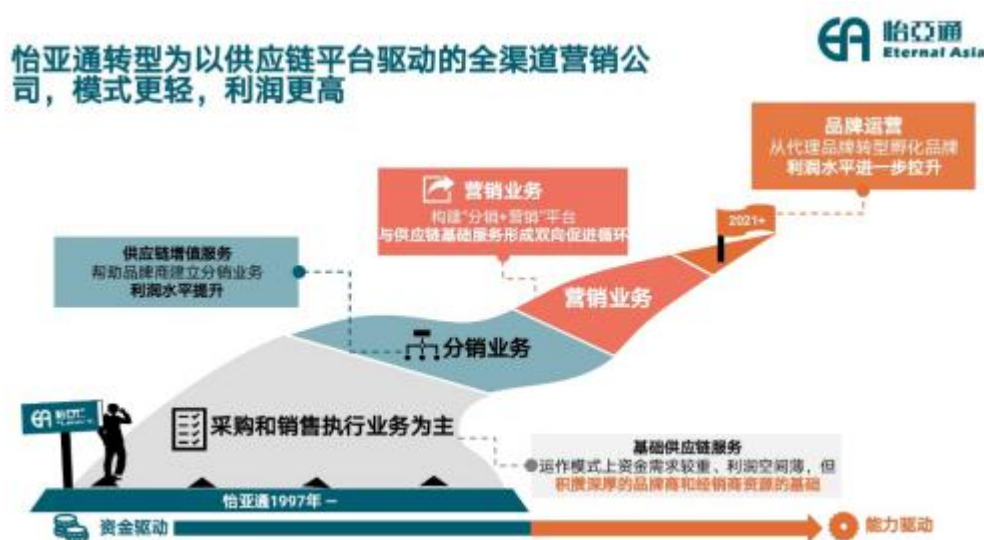 怡亞通
Eternal Asia
怡亚通转型为以供应链平台驱动的全渠道营销公
司，模式更轻，利润更高
品牌运营
从代理品牌转型孵化品牌
利润水平进一步拉升
营销业务
构建“分销+营销”平台
与供应链基础服务形成双向促进循环
2021+
供应链增值服务
帮助品牌商建立分销业务
利润水平提升
营销业务
分销业务
采购和销售执行业务为主
基础供应链服务
运作模式上资金需求较重、利润空间薄，但
积攒深厚的品牌商和经销商资源的基础
怡亚通1997年 –
资金驱动
能力驱动